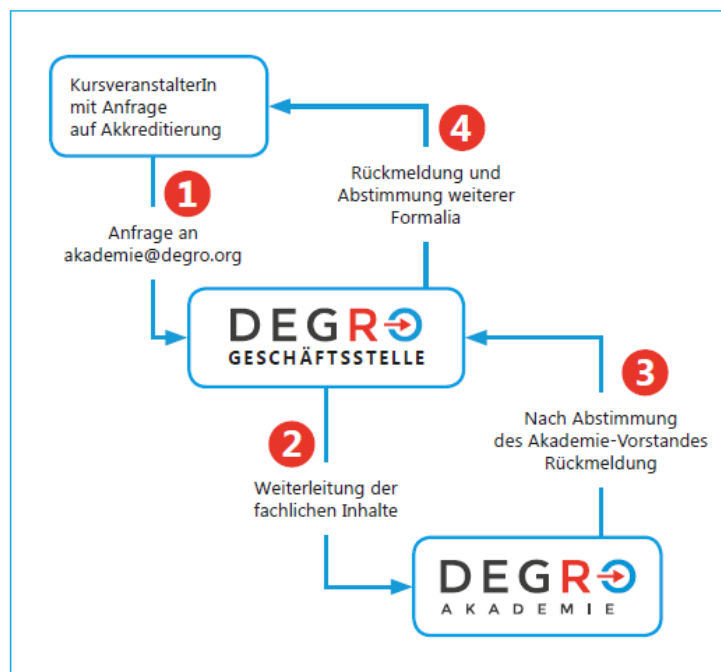 KursveranstalterIn
mit Anfrage
auf Akkreditierung
1
Anfrage an
akademie@degro.org
4
Rückmeldung und
Abstimmung weiterer
Formalia
DEGRO
GESCHÄFTSSTELLE
2
Weiterleitung der
fachlichen Inhalte
3
Nach Abstimmung
des Akademie-Vorstandes
Rückmeldung
DEGRO
AKADEMIE